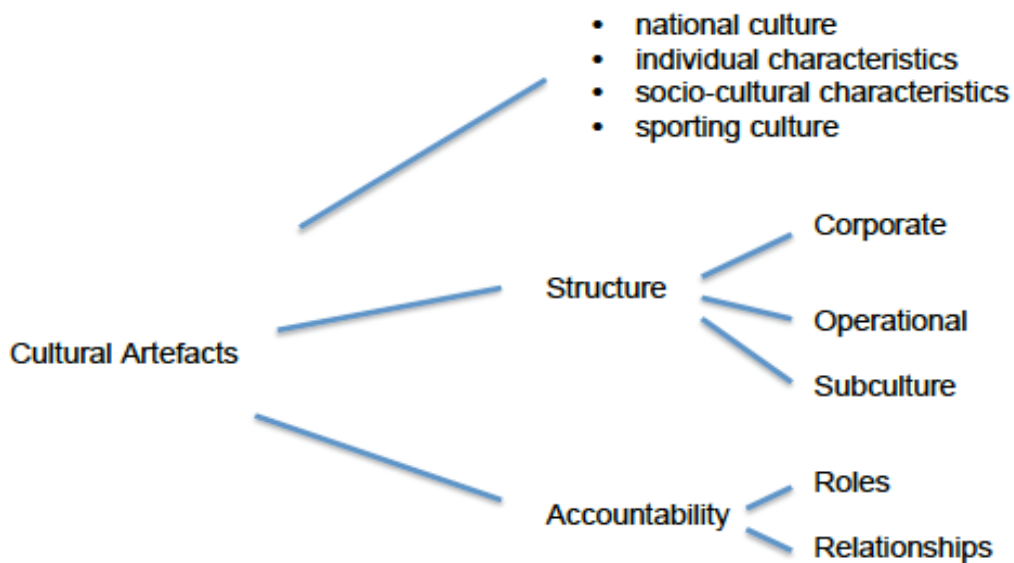 • national culture
• individual characteristics
• socio-cultural characteristics
• sporting culture
Cultural Artefacts
Structure
Corporate
Operational
Subculture
Accountability
Roles
Relationships